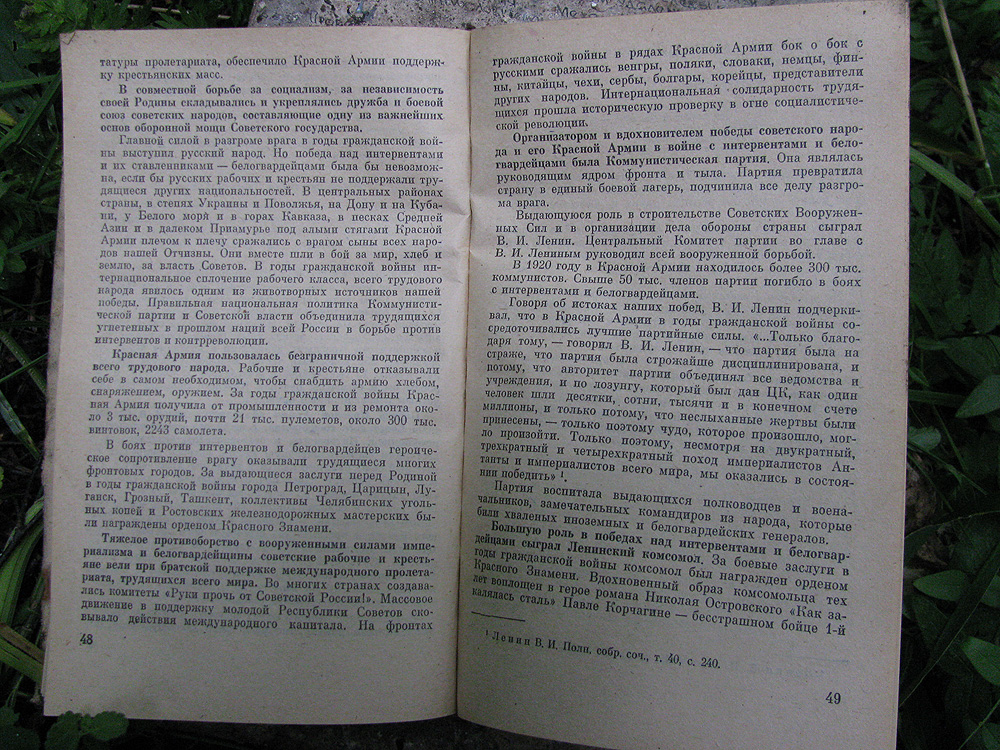 татуры пролетариата, обеспечило Красной Армии поддерж-
ку крестьянских масс.
В совместной борьбе за социализм, за независимость
своей Родины складывались и укреплялись дружба и боевой
союз советских народов, составляющие одну из важнейших
основ оборонной мощи Советского государства.
Главной силой в разгроме врага в годы гражданской вой-
ны выступил русский народ. Но победа над интервентами
и их ставленниками — белогвардейцами была бы невозмож-
на, если бы русских рабочих и крестьян не поддержали тру-
дящиеся других национальностей. В центральных районах
страны, в степях Украины и Поволжья, на Дону и на Куба-
ни, у Белого моря и в горах Кавказа, в песках Средней
Азии и в далеком Приамурье под алыми стягами Красной
Армии плечом к плечу сражались с врагом сыны всех наро-
дов нашей Отчизны. Они вместе шли в бой за мир, хлеб и
землю, за власть Советов. В годы гражданской войны ин-
тернациональное сплочение рабочего класса, всего трудового
народа явилось одним из животворных источников нашей
победы. Правильная национальная политика Коммунисти-
ческой партии и Советской власти объединила трудящихся
угнетенных в прошлом наций всей России в борьбе против
интервентов и контрреволюции.
Красная Армия пользовалась безграничной поддержкой
всего трудового народа. Рабочие и крестьяне отказывали
себе в самом необходимом, чтобы снабдить армию хлебом,
снаряжением, оружием. За годы гражданской войны Крас-
ная Армия получила от промышленности и из ремонта око-
ло 3 тыс. орудий, почти 21 тыс. пулеметов, около 300 тыс.
винтовок, 2243 самолета.
В боях против интервентов и белогвардейцев героиче-
ское сопротивление врагу оказывали трудящиеся многих
фронтовых городов. За выдающиеся заслуги перед Родиной
в годы гражданской войны города Петроград, Царицын, Лу-
ганск, Грозный, Ташкент, коллективы Челябинских уголь-
ных копей и Ростовских железнодорожных мастерских бы-
ли награждены орденом Красного Знамени.
Тяжелое противоборство с вооруженными силами импе-
риализма и белогвардейщины советские рабочие и кресть-
яне вели при братской поддержке международного пролета-
риата, трудящихся всего мира. Во многих странах создава-
лись комитеты «Руки прочь от Советской России!». Массовое
движение в поддержку молодой Республики Советов ско-
вывало действия международного капитала. На фронтах
48
гражданской войны в рядах Красной Армии бок о бок с
русскими сражались венгры, поляки, словаки, немцы, фин-
ны, китайцы, чехи, сербы, болгары, корейцы, представители
других народов. Интернациональная солидарность трудя-
щихся прошла историческую проверку в огне социалистиче-
ской революции.
Организатором и вдохновителем победы советского наро-
да и его Красной Армии в войне с интервентами и бело-
гвардейцами была Коммунистическая партия. Она являлась
руководящим ядром фронта и тыла. Партия превратила
страну в единый боевой лагерь, подчинила все делу разгро-
ма врага.
Выдающуюся роль в строительстве Советских Вооружен-
ных Сил и в организации дела обороны страны сыграл
В. И. Ленин. Центральный Комитет партии во главе с
В. И. Лениным руководил всей вооруженной борьбой.
В 1920 году в Красной Армии находилось более 300 тыс.
коммунистов. Свыше 50 тыс. членов партии погибло в боях
с интервентами и белогвардейцами.
Говоря об истоках наших побед, В. И. Ленин подчерки-
вал, что в Красной Армии в годы гражданской войны со-
средоточивались лучшие партийные силы. «...Только благо-
даря тому, — говорил В. И. Ленин, — что партия была на
страже, что партия была строжайше дисциплинирована, и
потому, что авторитет партии объединял все ведомства и
учреждения, и по лозунгу, который был дан ЦК, как один
человек шли десятки, сотни, тысячи и в конечном счете
миллионы, и только потому, что неслыханные жертвы были
принесены, — только поэтому чудо, которое произошло, мог-
ло произойти. Только поэтому, несмотря на двукратный,
трехкратный и четырехкратный поход империалистов Ан-
танты и империалистов всего мира, мы оказались в состоя-
нии победить» ¹.
Партия воспитала выдающихся полководцев и воена-
чальников, замечательных командиров из народа, которые
били хваленых иноземных и белогвардейских генералов.
Большую роль в победах над интервентами и белогвар-
дейцами сыграл Ленинский комсомол. За боевые заслуги в
годы гражданской войны комсомол был награжден орденом
Красного Знамени. Вдохновенный образ комсомольца тех
лет воплощен в герое романа Николая Островского «Как за-
калялась сталь» Павле Корчагине — бесстрашном бойце 1-й
¹ Ленин В. И. Полн. собр. соч., т. 40, с. 240.
49